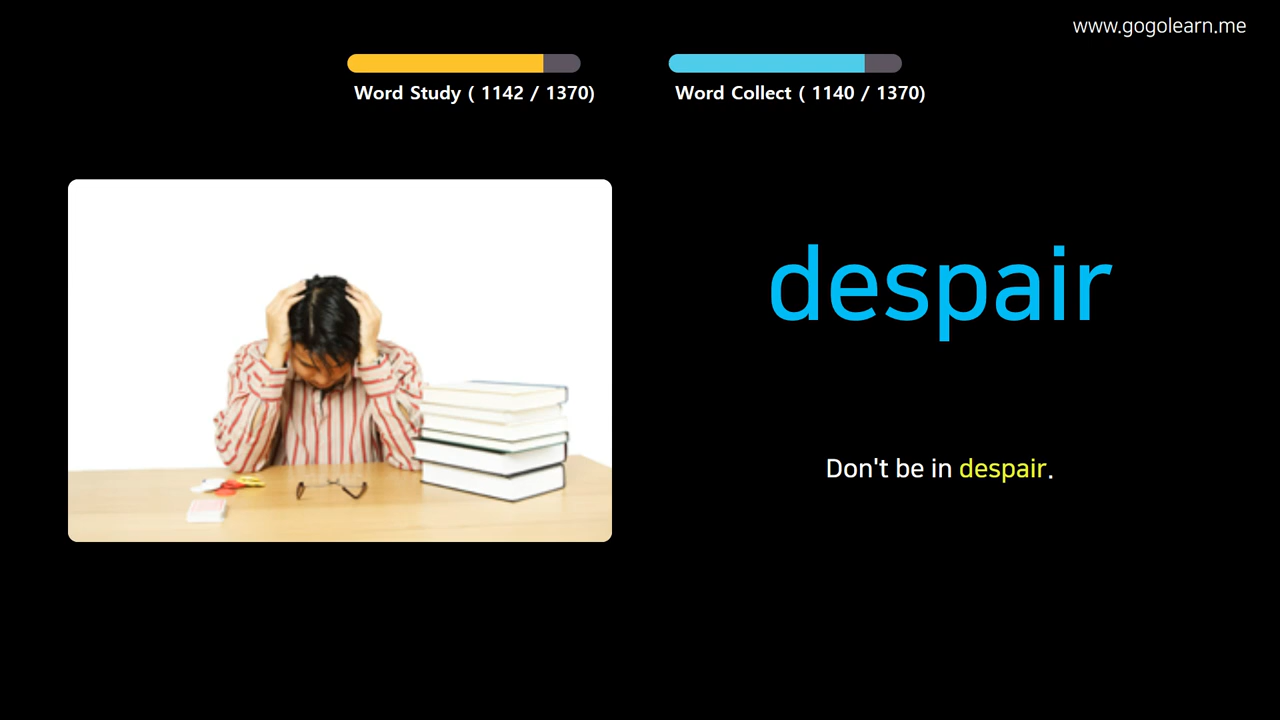 www.gogolearn.me
Word Study ( 1142 / 1370)
Word Collect ( 1140 / 1370)
despair
Don't be in despair.